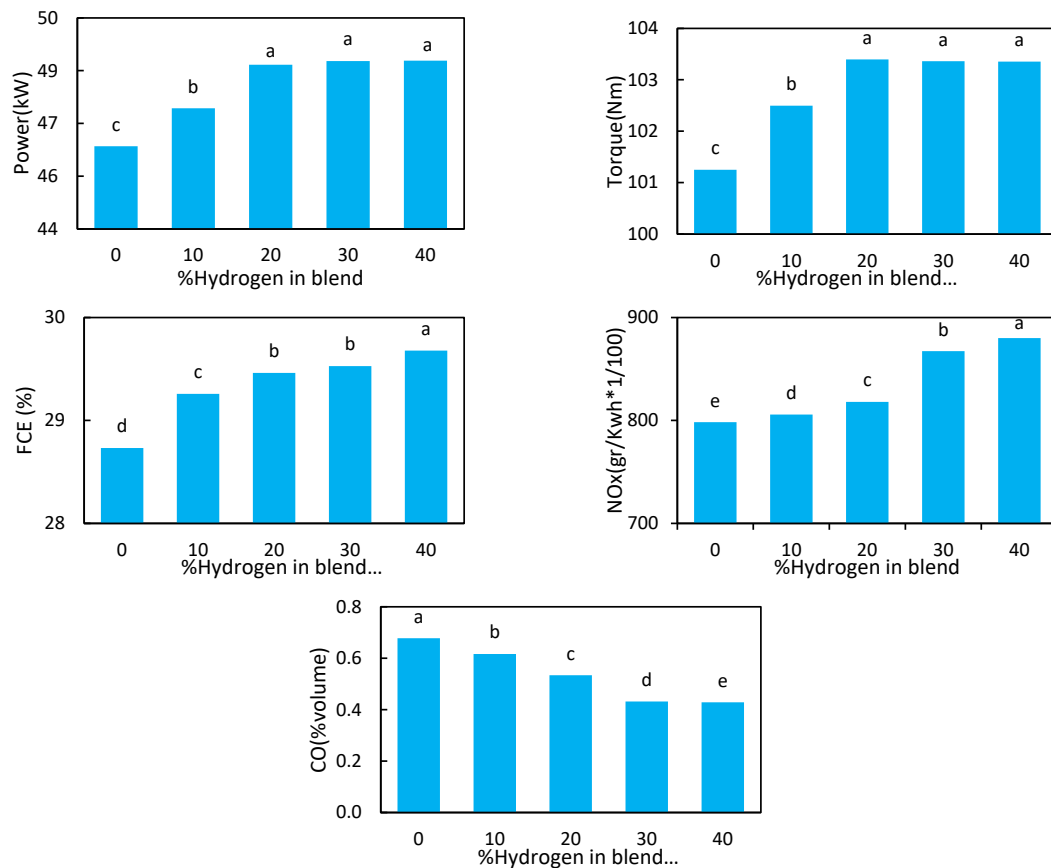 Power(kW)
50
49
47
46
44
c
b
a
a
a
0 10 20 30 40
%Hydrogen in blend
Torque(Nm)
104
103
102
101
100
c
b
a
a
a
0 10 20 30 40
%Hydrogen in blend…
FCE (%)
30
29
28
d
c
b
b
a
0 10 20 30 40
%Hydrogen in blend…
NOx(gr/Kwh*1/100)
900
800
700
e
d
c
b
a
0 10 20 30 40
%Hydrogen in blend
CO(%volume)
0.8
0.6
0.4
0.2
0.0
a
b
c
d
e
0 10 20 30 40
%Hydrogen in blend…